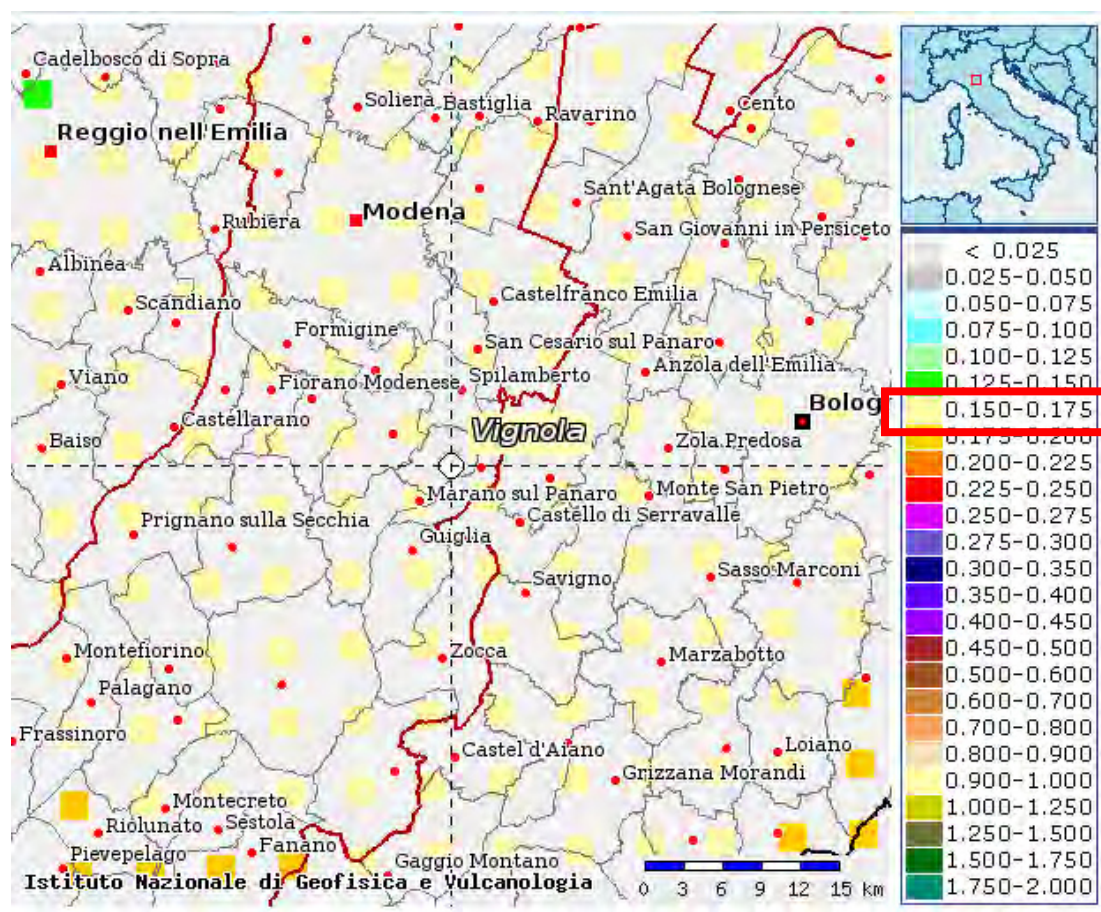 Cadelbosco di Sopra
Soliera
Bastiglia
Ravarino
Cento
Reggio nell'Emilia
Sant'Agata Bolognese
Modena
Rubiera
San Giovanni in Persiceto
Albinea
Castelfranco Emilia
Scandiano
Formigine
San Cesario sul Panaro
Anzola dell'Emilia
Viano
Fiorano Modenese
Spilamberto
Bolog
Castellarano
Vignola
Baiso
Zola Predosa
Marano sul Panaro
Monte San Pietro
Prignano sulla Secchia
Castello di Serravalle
Guiglia
Savigno
Sasso Marconi
Montefiorino
Zocca
Marzabotto
Palagano
Frassinoro
Castel d'Aiano
Loiano
Grizzana Morandi
Montecreto
Riolunato
Sestola
Fanano
Pievepelago
Gaggio Montano
Istituto Nazionale di Geofisica e Vulcanologia
0 3 6 9 12 15 km
< 0.025
0.025-0.050
0.050-0.075
0.075-0.100
0.100-0.125
0.125-0.150
0.150-0.175
0.175-0.200
0.200-0.225
0.225-0.250
0.250-0.275
0.275-0.300
0.300-0.350
0.350-0.400
0.400-0.450
0.450-0.500
0.500-0.600
0.600-0.700
0.700-0.800
0.800-0.900
0.900-1.000
1.000-1.250
1.250-1.500
1.500-1.750
1.750-2.000